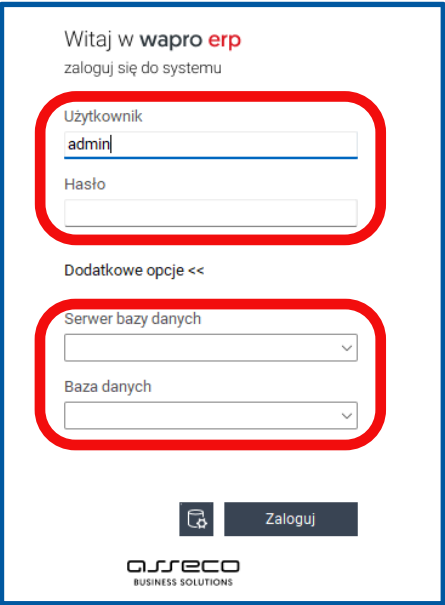 Witaj w wapro erp
zaloguj się do systemu
Użytkownik
admin
Hasło
Dodatkowe opcje <<
Serwer bazy danych
Baza danych
Zaloguj
asseco
BUSINESS SOLUTIONS